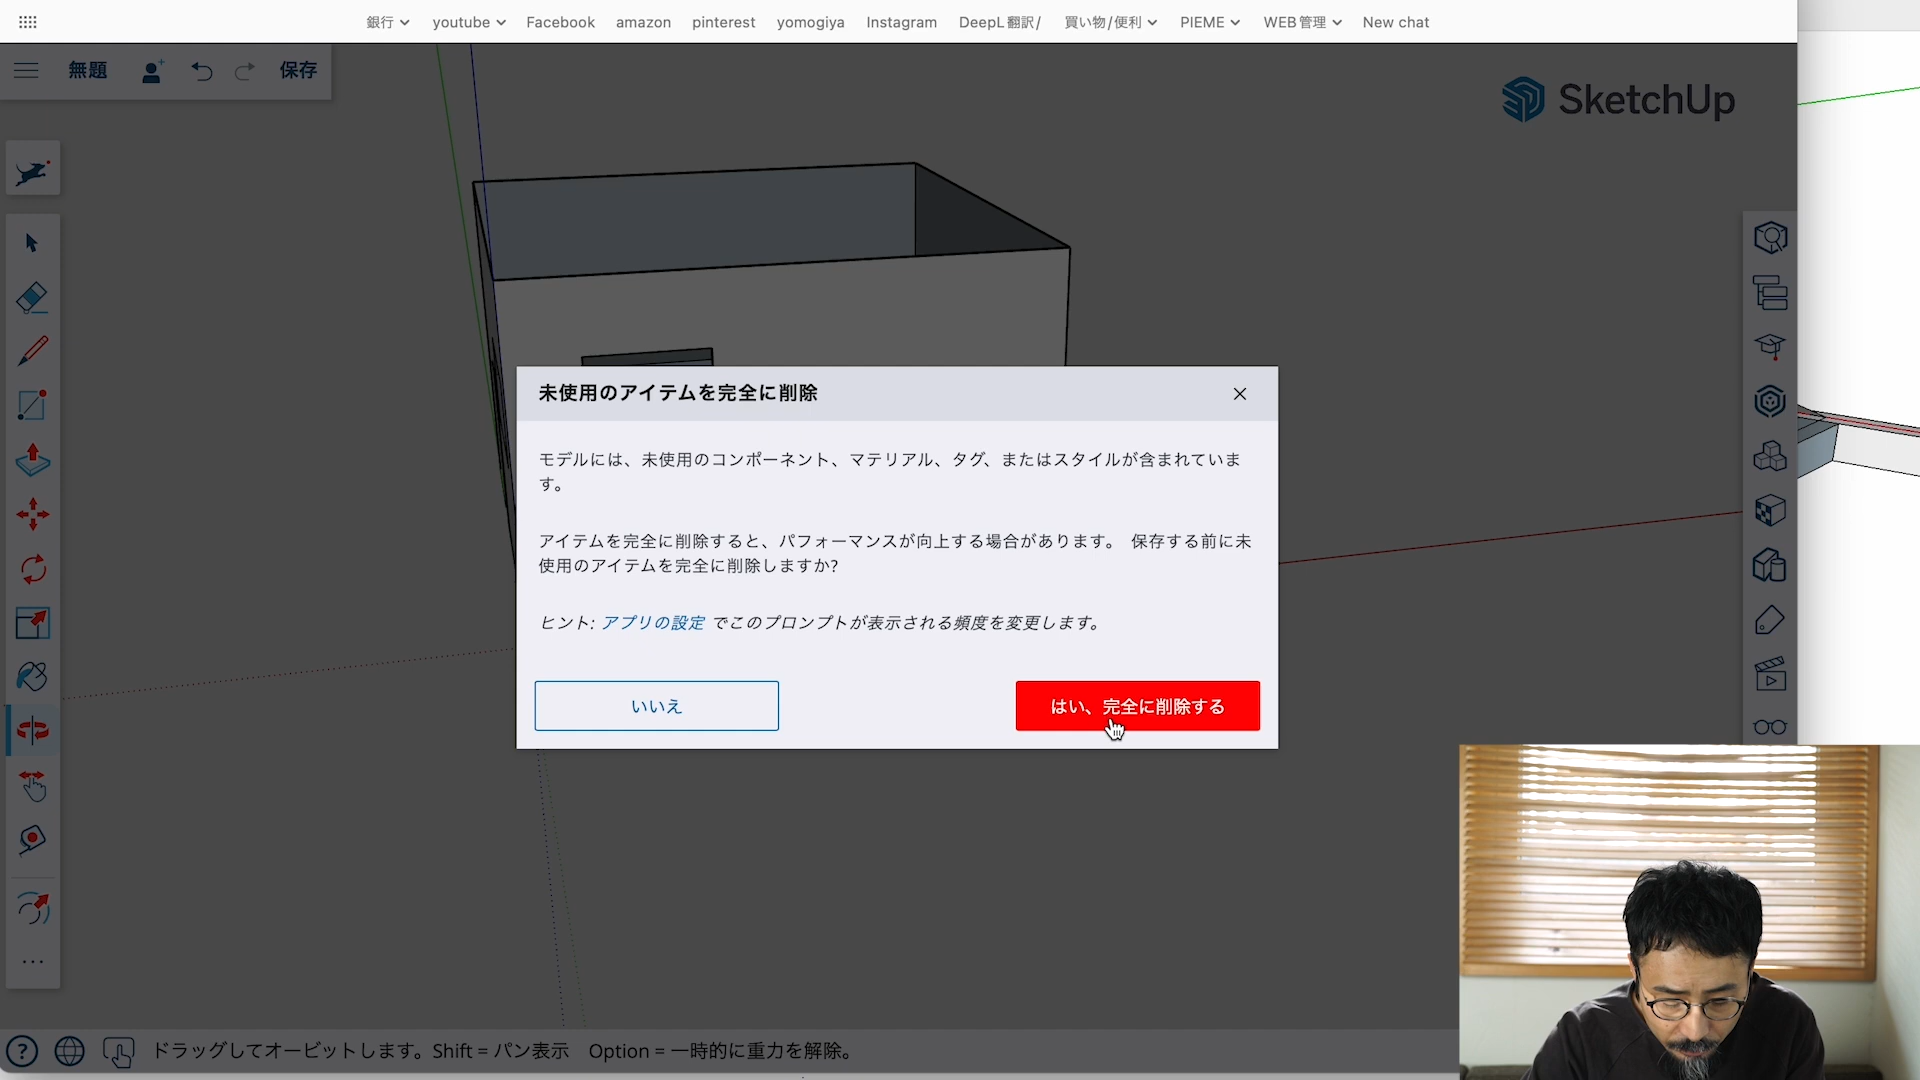 銀行 youtube Facebook amazon pinterest yomogiya Instagram DeepL翻訳/ 買い物/便利 PIEME WEB管理 New chat
無題 保存
SketchUp
未使用のアイテムを完全に削除
モデルには、未使用のコンポーネント、マテリアル、タグ、またはスタイルが含まれていま
す。
アイテムを完全に削除すると、パフォーマンスが向上する場合があります。 保存する前に未
使用のアイテムを完全に削除しますか?
ヒント: アプリの設定 でこのプロンプトが表示される頻度を変更します。
いいえ はい、完全に削除する
ドラッグしてオービットします。Shift = パン表示 Option = 一時的に重力を解除。